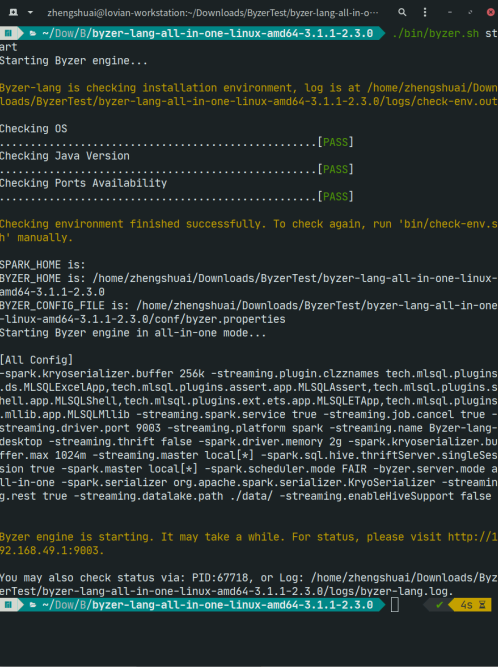 zhengshuai@lovian-workstation:~/Downloads/ByzerTest/byzer-lang-all-in-o···
~/Dow/B/byzer-lang-all-in-one-linux-amd64-3.1.1-2.3.0 ./bin/byzer.sh st
art
Starting Byzer engine...
Byzer-lang is checking installation environment, log is at /home/zhengshuai/Down
loads/ByzerTest/byzer-lang-all-in-one-linux-amd64-3.1.1-2.3.0/logs/check-env.out
Checking OS
...................................................[PASS]
Checking Java Version
...................................................[PASS]
Checking Ports Availability
...................................................[PASS]
Checking environment finished successfully. To check again, run 'bin/check-env.s
h' manually.
SPARK_HOME is:
BYZER_HOME is: /home/zhengshuai/Downloads/ByzerTest/byzer-lang-all-in-one-linux-
amd64-3.1.1-2.3.0
BYZER_CONFIG_FILE is: /home/zhengshuai/Downloads/ByzerTest/byzer-lang-all-in-one
-linux-amd64-3.1.1-2.3.0/conf/byzer.properties
Starting Byzer engine in all-in-one mode...
[All Config]
-spark.kryoserializer.buffer 256k -streaming.plugin.clzznames tech.mlsql.plugins
.ds.MLSQLExcelApp,tech.mlsql.plugins.assert.app.MLSQLAssert,tech.mlsql.plugins.s
hell.app.MLSQLShell,tech.mlsql.plugins.ext.ets.app.MLSQLETApp,tech.mlsql.plugins
.mllib.app.MLSQLMllib -streaming.spark.service true -streaming.job.cancel true -
streaming.driver.port 9003 -streaming.platform spark -streaming.name Byzer-lang-
desktop -streaming.thrift false -spark.driver.memory 2g -spark.kryoserializer.bu
ffer.max 1024m -streaming.master local[*] -spark.sql.hive.thriftServer.singleSes
sion true -spark.master local[*] -spark.scheduler.mode FAIR -byzer.server.mode a
ll-in-one -spark.serializer org.apache.spark.serializer.KryoSerializer -streamin
g.rest true -streaming.datalake.path ./data/ -streaming.enableHiveSupport false
Byzer engine is starting. It may take a while. For status, please visit http://1
92.168.49.1:9003.
You may also check status via: PID:67718, or Log: /home/zhengshuai/Downloads/Byz
erTest/byzer-lang-all-in-one-linux-amd64-3.1.1-2.3.0/logs/byzer-lang.log.
~/Dow/B/byzer-lang-all-in-one-linux-amd64-3.1.1-2.3.0 ✔ 4s